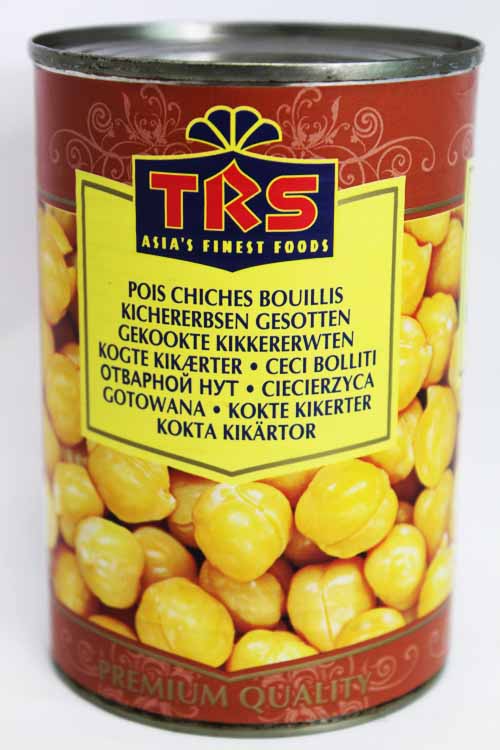 TRS
ASIA'S FINEST FOODS
POIS CHICHES BOUILLIS
KICHERERBSEN GESOTTEN
GEKOOKTE KIKKERERWTEN
KOGTE KIKÆRTER • CECI BOLLITI
ОТВАРНОЙ НУТ • CIECIERZYCA
GOTOWANA • KOKTE KIKERTER
KOKTA KIKÄRTOR
PREMIUM QUALITY